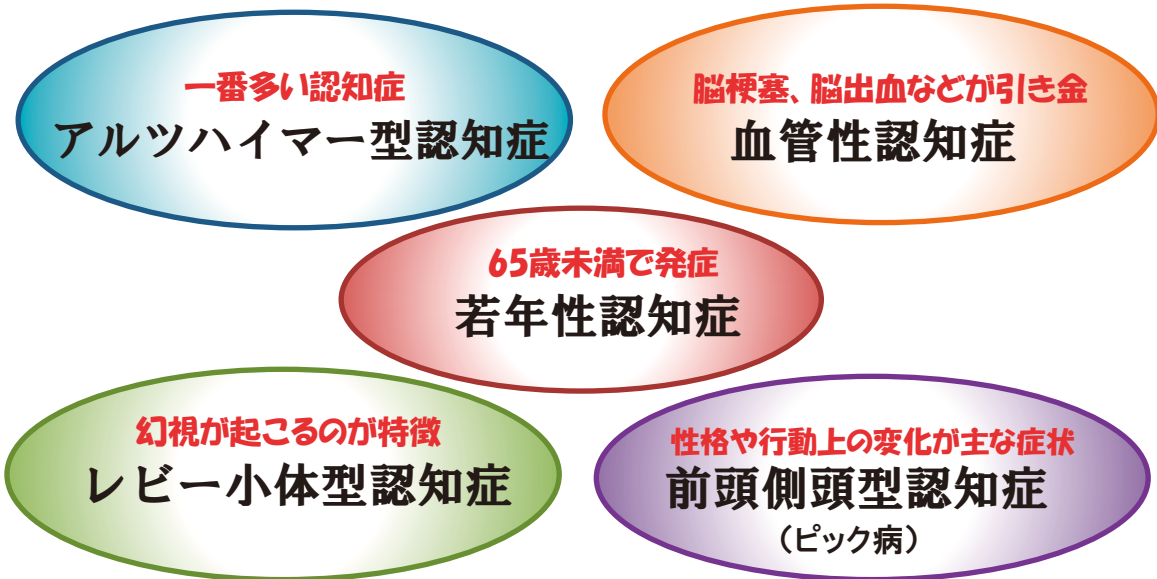 一番多い認知症
アルツハイマー型認知症
脳梗塞、脳出血などが引き金
血管性認知症
65歳未満で発症
若年性認知症
幻視が起こるのが特徴
レビー小体型認知症
性格や行動上の変化が主な症状
前頭側頭型認知症
（ピック病）